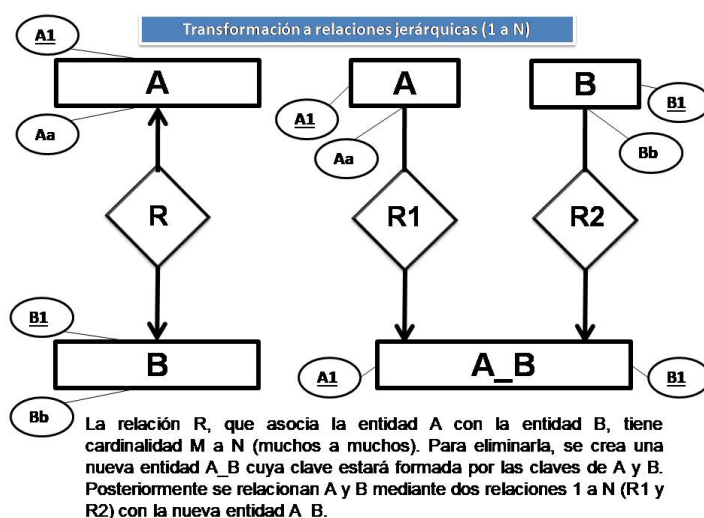 Transformación a relaciones jerárquicas (1 a N)
A1
A
Aa
R
B1
B
Bb
A
A1
Aa
B
B1
Bb
R1
R2
A1
A_B
B1
La relación R, que asocia la entidad A con la entidad B, tiene
cardinalidad M a N (muchos a muchos). Para eliminarla, se crea una
nueva entidad A_B cuya clave estará formada por las claves de A y B.
Posteriormente se relacionan A y B mediante dos relaciones 1 a N (R1 y
R2) con la nueva entidad A_B.